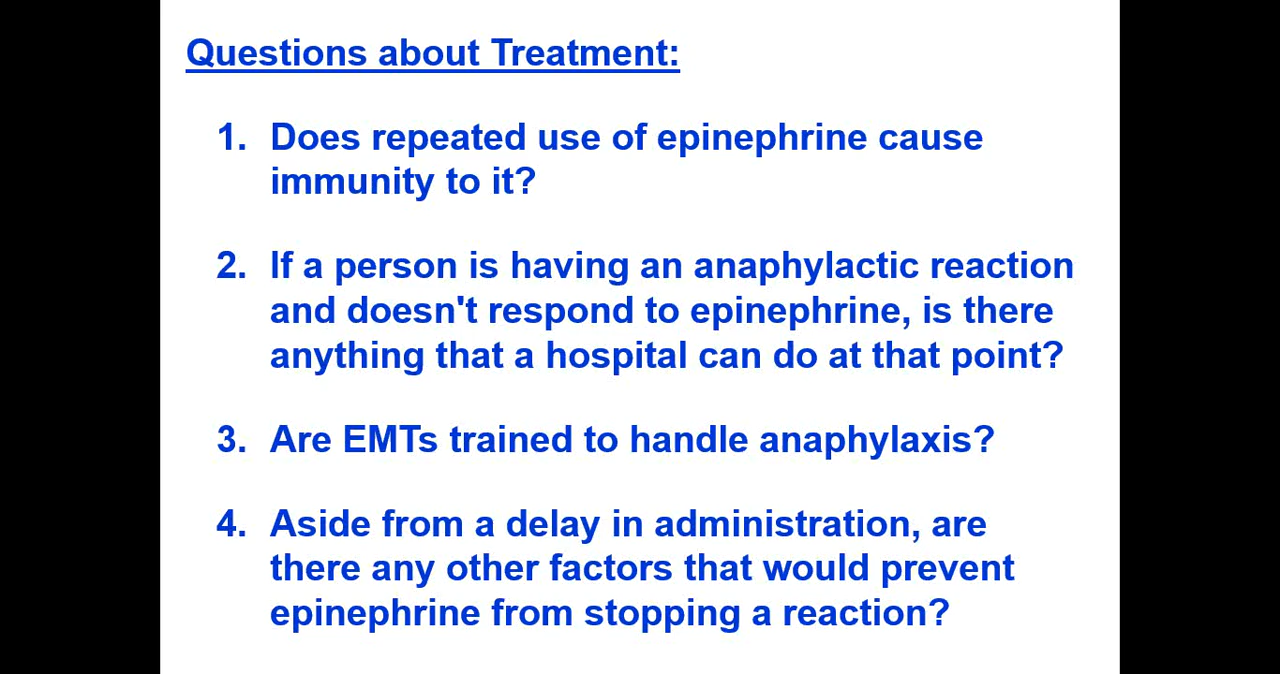 Questions about Treatment:
1. Does repeated use of epinephrine cause
immunity to it?
2. If a person is having an anaphylactic reaction
and doesn't respond to epinephrine, is there
anything that a hospital can do at that point?
3. Are EMTs trained to handle anaphylaxis?
4. Aside from a delay in administration, are
there any other factors that would prevent
epinephrine from stopping a reaction?